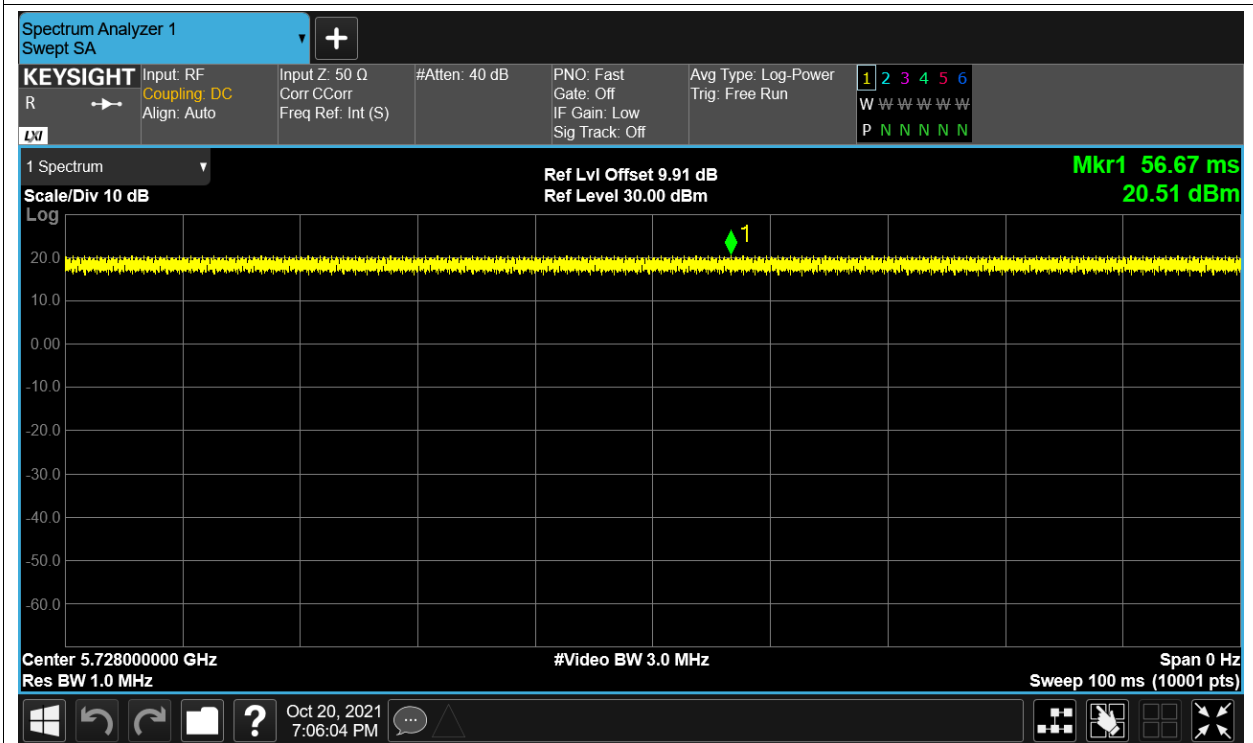 Spectrum Analyzer 1
Swept SA
KEYSIGHT
R
LXI
Input: RF
Coupling: DC
Align: Auto
Input Z: 50 Ω
Corr CCorr
Freq Ref: Int (S)
#Atten: 40 dB
PNO: Fast
Gate: Off
IF Gain: Low
Sig Track: Off
Avg Type: Log-Power
Trig: Free Run
1 2 3 4 5 6
W W W W W W
P N N N N N
1 Spectrum
Scale/Div 10 dB
Log
Ref Lvl Offset 9.91 dB
Ref Level 30.00 dBm
Mkr1 56.67 ms
20.51 dBm
1
20.0
10.0
0.00
-10.0
-20.0
-30.0
-40.0
-50.0
-60.0
Center 5.728000000 GHz
Res BW 1.0 MHz
#Video BW 3.0 MHz
Span 0 Hz
Sweep 100 ms (10001 pts)
?
Oct 20, 2021
7:06:04 PM